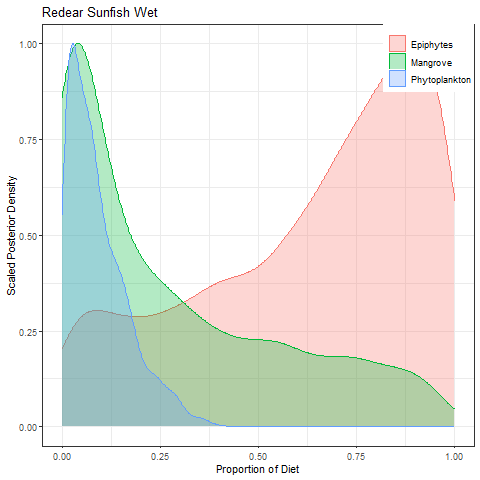 Redear Sunfish Wet
Epiphytes
Mangrove
Phytoplankton
Scaled Posterior Density
1.00
0.75
0.50
0.25
0.00
0.00 0.25 0.50 0.75 1.00
Proportion of Diet